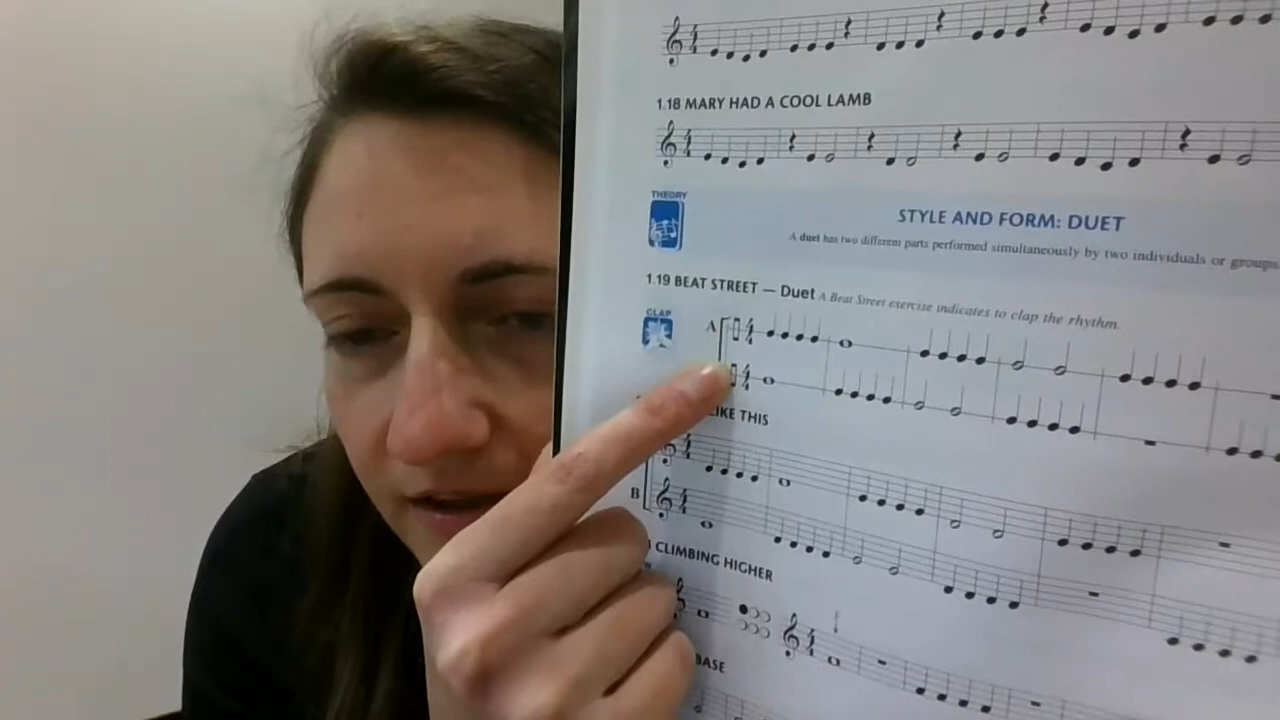 1.18 MARY HAD A COOL LAMB
THEORY
STYLE AND FORM: DUET
A duet has two different parts performed simultaneously by two individuals or groups.
1.19 BEAT STREET — Duet A Beat Street exercise indicates to clap the rhythm.
CLAP
A
LIKE THIS
B
CLIMBING HIGHER
BASE